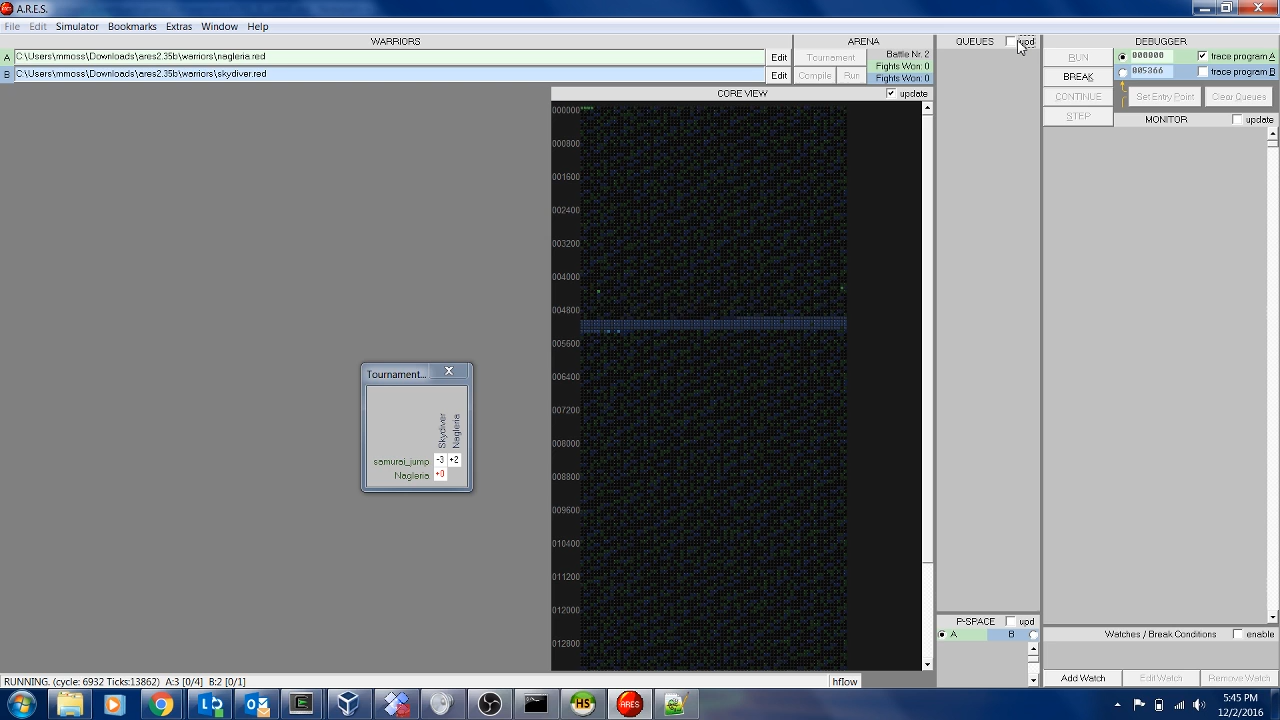 A.R.E.S.
File Edit Simulator Bookmarks Extras Window Help
WARRIORS
A C:\Users\mmoss\Downloads\ares2.35b\warriors\nagleria.red Edit
B C:\Users\mmoss\Downloads\ares2.35b\warriors\skydiver.red Edit
ARENA
Tournament Battle Nr. 2
Fights Won: 0
Compile Run Fights Won: 0
QUEUES upd
DEBUGGER
RUN 000000 trace program A
BREAK 005366 trace program B
CONTINUE Set Entry Point Clear Queues
STEP MONITOR update
CORE VIEW update
000000
000800
001600
002400
003200
004000
004800
005600
006400
007200
008000
008800
009600
010400
011200
012000
012800
Tournament...
Skydiver
Nagleria
samurai_jump -3 +2
Nagleria +0
P-SPACE upd
A B
Watches / Break Conditions enable
Add Watch Edit Watch Remove Watch
RUNNING. (cycle: 6932 Ticks:13862) A:3 [0/4] B:2 [0/1] hflow
HS
ARES
5:45 PM
12/2/2016